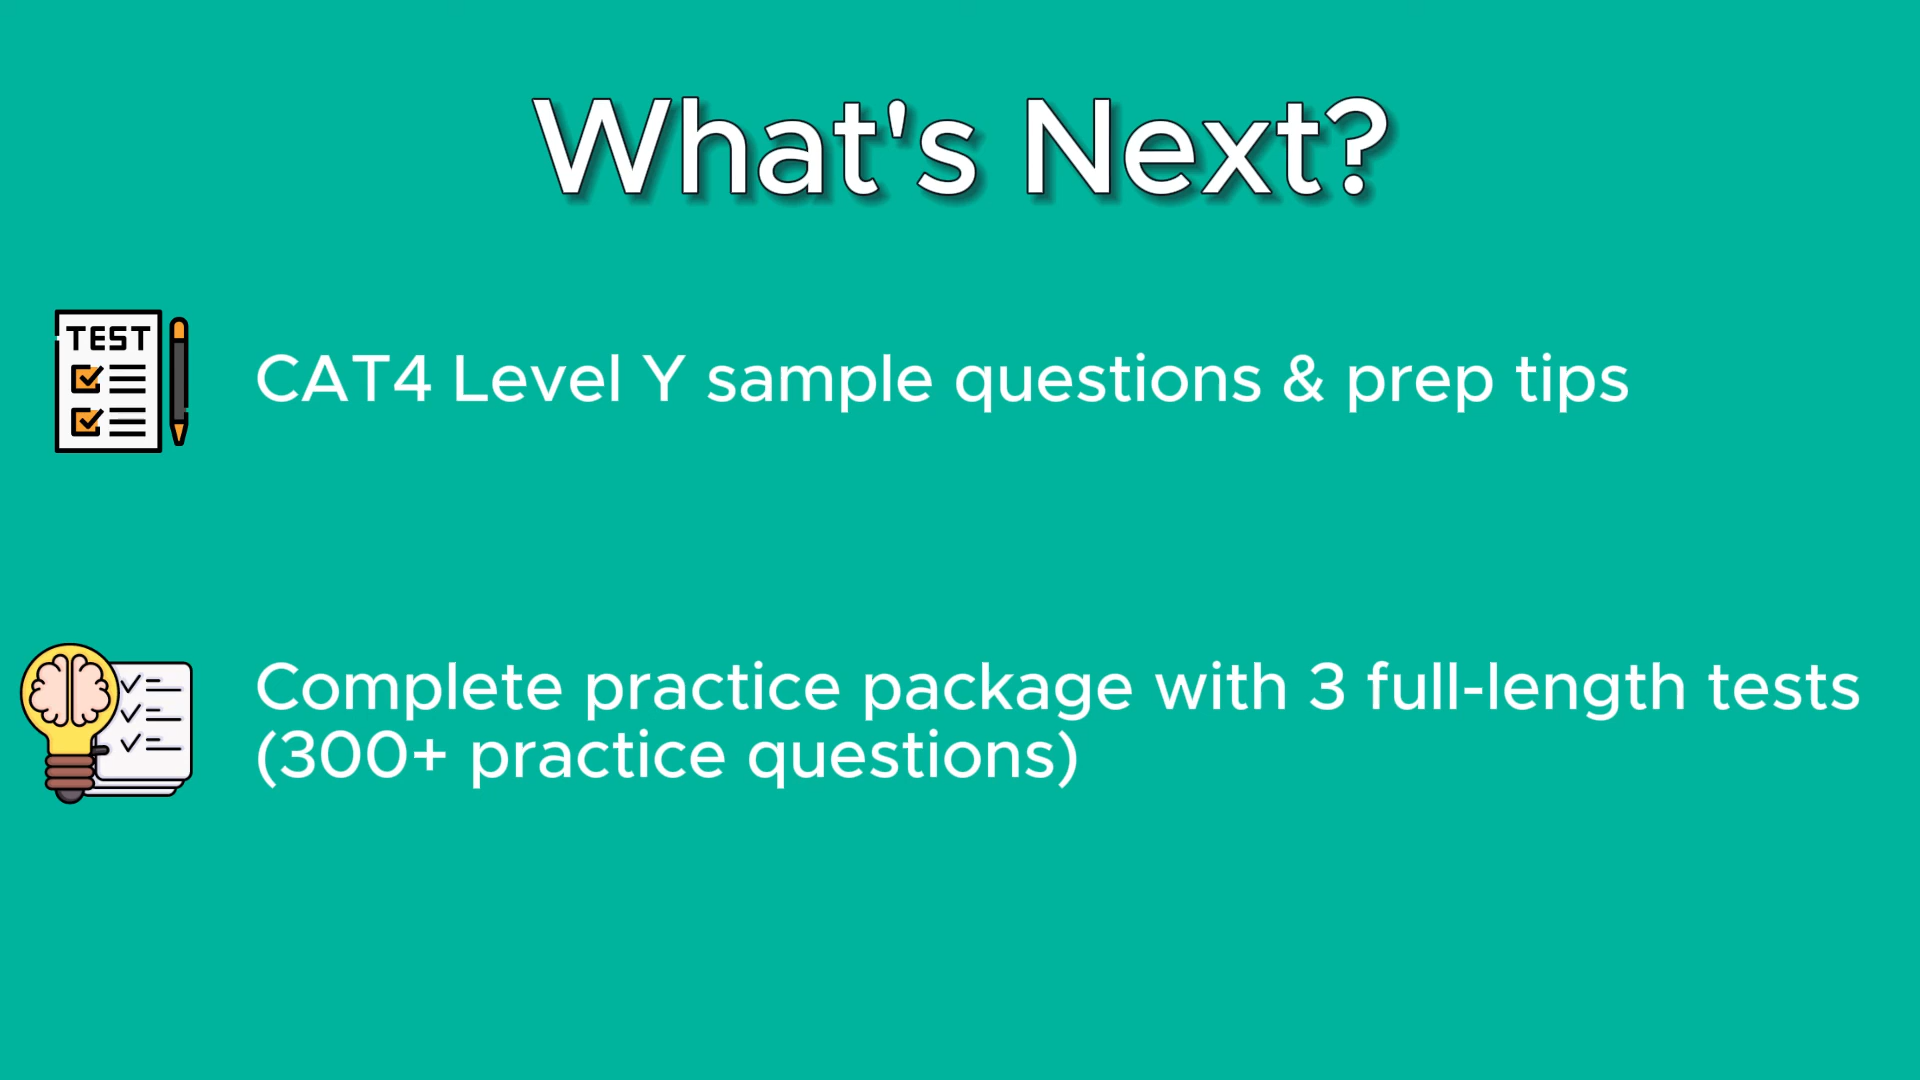 What's Next?
TEST
CAT4 Level Y sample questions & prep tips
Complete practice package with 3 full-length tests
(300+ practice questions)